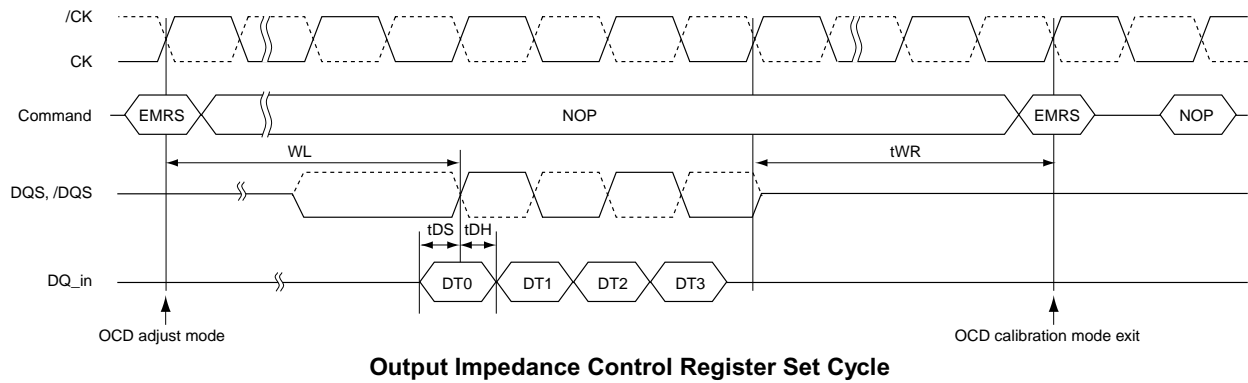 /CK
CK
Command
EMRS
NOP
EMRS
NOP
WL
tWR
DQS, /DQS
tDS
tDH
DQ_in
DT0
DT1
DT2
DT3
OCD adjust mode
OCD calibration mode exit
Output Impedance Control Register Set Cycle